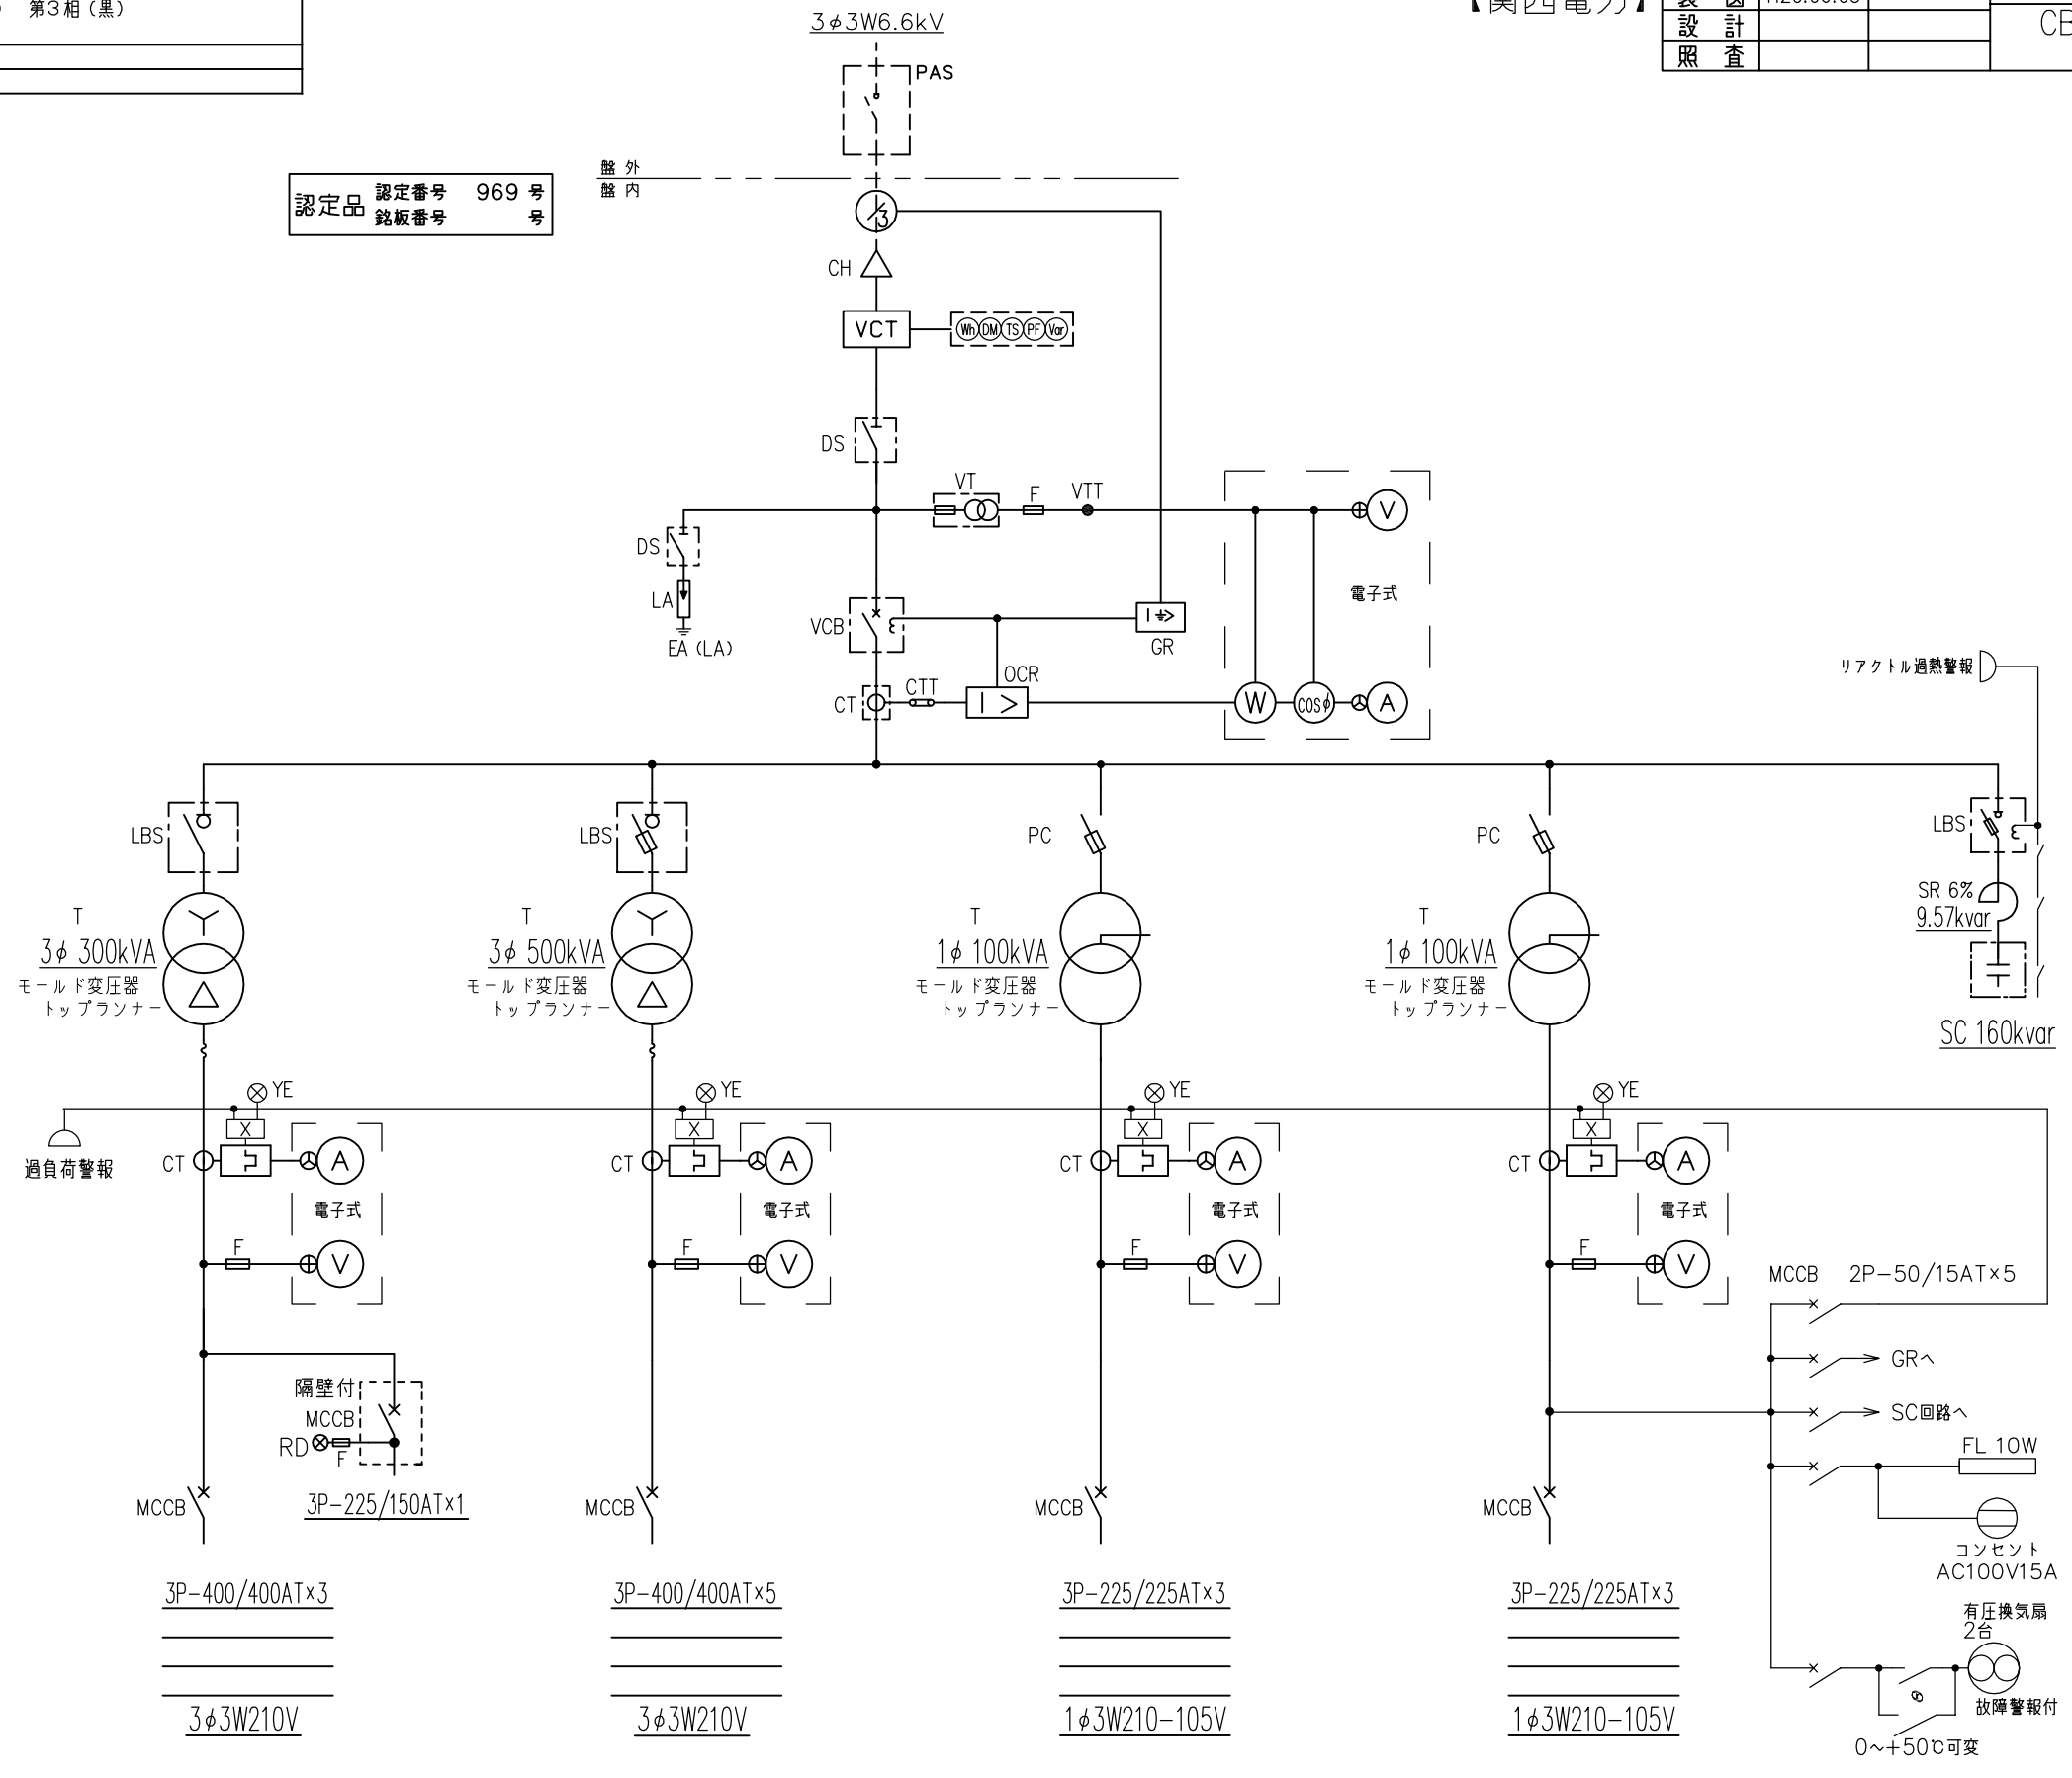 第3相(黒)
【関西電力】
製 図
設 計
照 査
CB
3φ3W6.6kV
PAS
盤 外
盤 内
認定品
認定番号 969 号
銘板番号 号
3
CH
VCT
Wh DM TS PF Var
DS
VT
F
VTT
V
DS
LA
EA (LA)
電子式
VCB
I >
GR
OCR
CT
CTT
I >
W
COSφ
A
リアクトル過熱警報
LBS
LBS
PC
PC
LBS
T
3φ 300kVA
モールド変圧器
トップランナー
T
3φ 500kVA
モールド変圧器
トップランナー
T
1φ 100kVA
モールド変圧器
トップランナー
T
1φ 100kVA
モールド変圧器
トップランナー
SR 6%
9.57kvar
SC 160kvar
過負荷警報
YE
X
CT
A
電子式
F
V
YE
X
CT
A
電子式
F
V
YE
X
CT
A
電子式
F
V
YE
X
CT
A
電子式
F
V
隔壁付
MCCB
RD
F
3P-225/150AT×1
MCCB 2P-50/15AT×5
GRへ
SC回路へ
FL 10W
コンセント
AC100V15A
有圧換気扇
2台
故障警報付
θ
0~+50℃可変
MCCB
MCCB
MCCB
MCCB
3P-400/400AT×3
3φ3W210V
3P-400/400AT×5
3φ3W210V
3P-225/225AT×3
1φ3W210-105V
3P-225/225AT×3
1φ3W210-105V